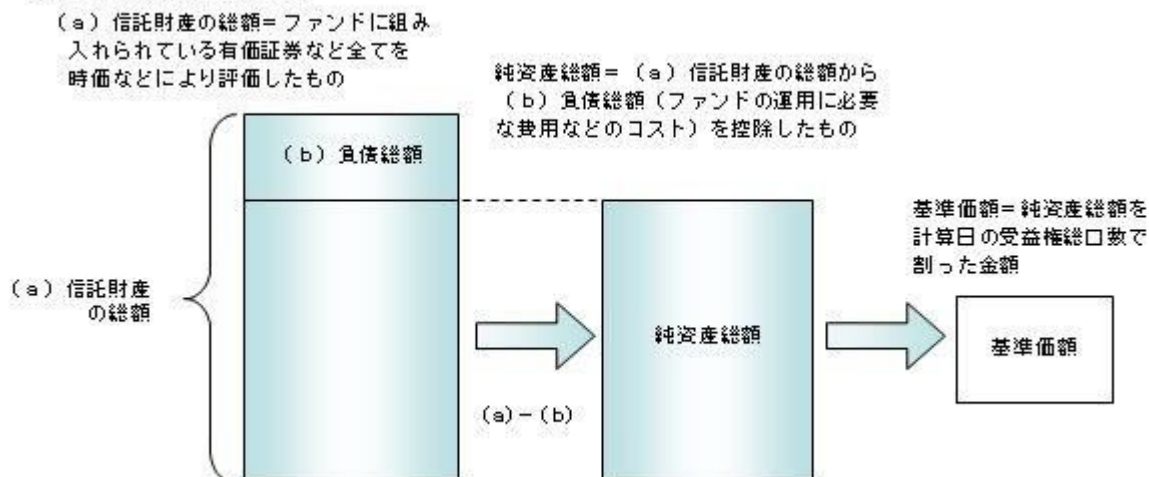 (a)信託財産の総額=ファンドに組み
入れられている有価証券など全てを
時価などにより評価したもの
純資産総額=(a)信託財産の総額から
(b)負債総額(ファンドの運用に必要
な費用などのコスト)を控除したもの
(b)負債総額
基準価額=純資産総額を
計算日の受益権総口数で
割った金額
(a)信託財産
の総額
純資産総額
基準価額
(a)-(b)